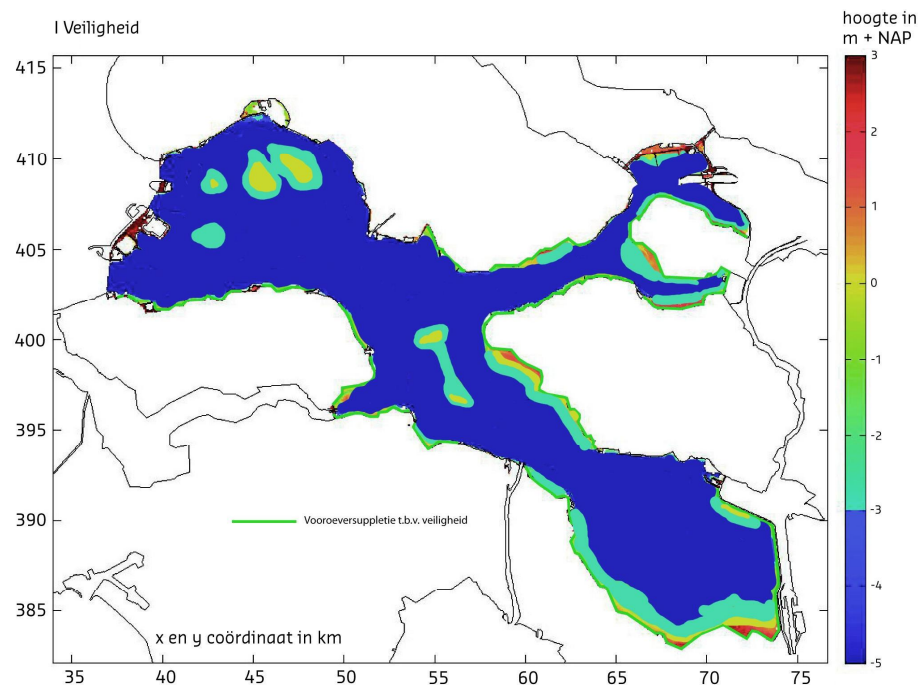 I Veiligheid
hoogte in
m + NAP
415
410
405
400
395
390
385
3
2
1
0
-1
-2
-3
-4
-5
Vooroeversuppletie t.b.v. veiligheid
x en y coördinaat in km
35 40 45 50 55 60 65 70 75